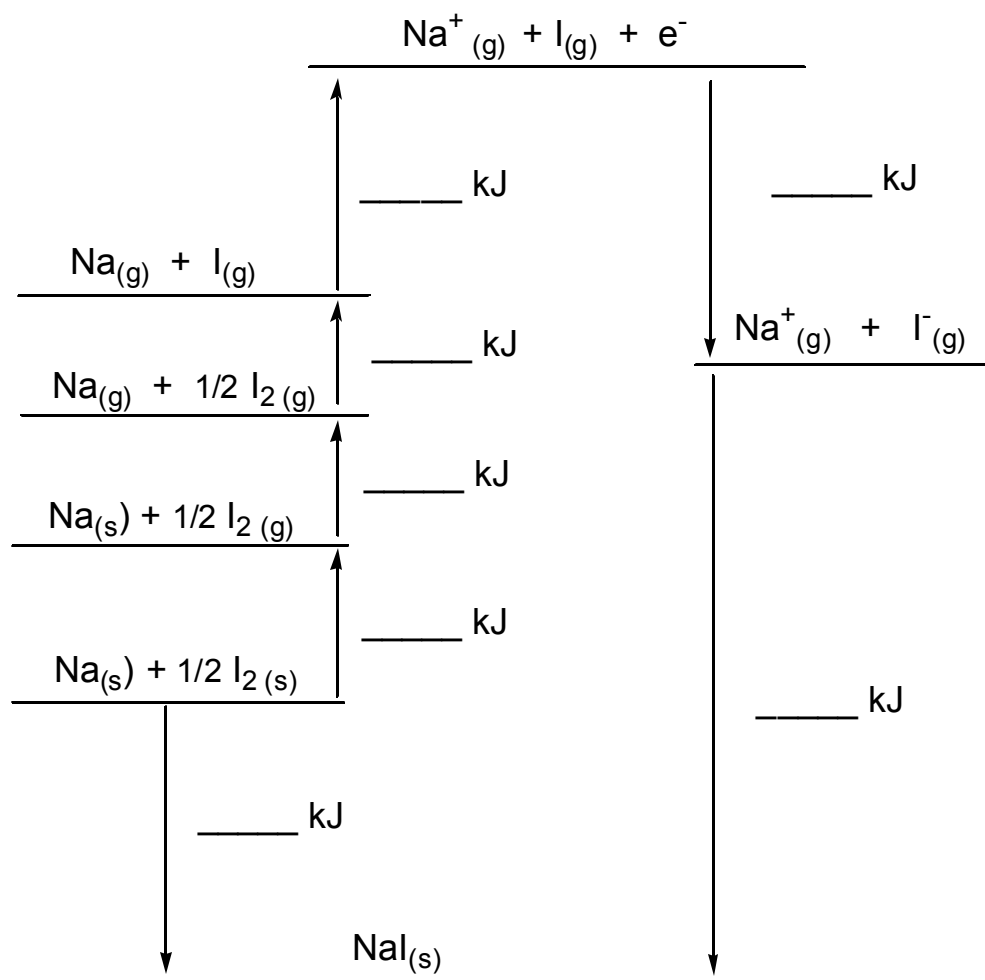 Na⁺(g) + I(g) + e⁻
_____ kJ
_____ kJ
Na(g) + I(g)
_____ kJ
Na⁺(g) + I⁻(g)
Na(g) + 1/2 I₂ (g)
_____ kJ
Na(s) + 1/2 I₂ (g)
_____ kJ
Na(s) + 1/2 I₂ (s)
_____ kJ
_____ kJ
NaI(s)